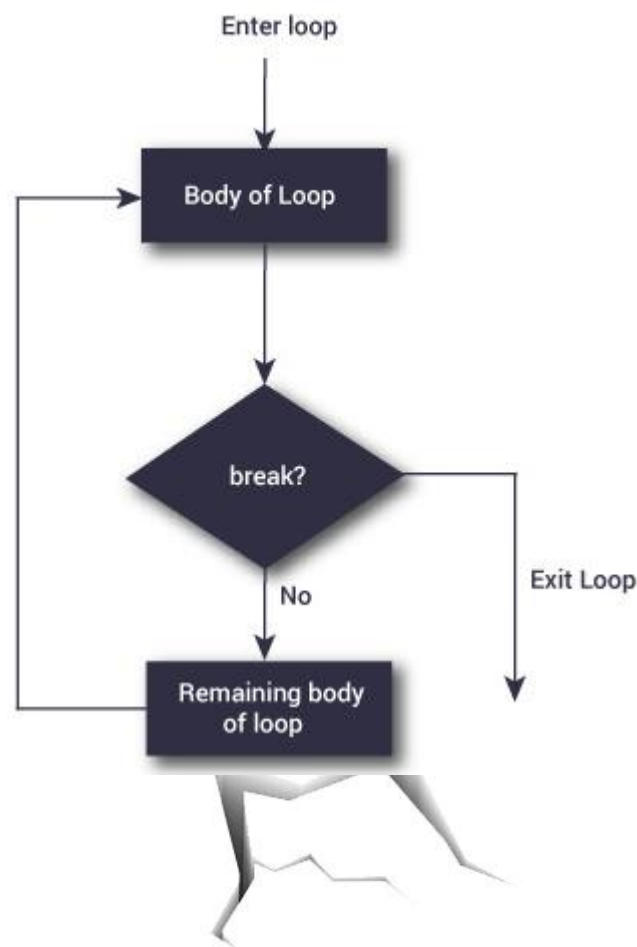 Enter loop
Body of Loop
break?
No
Exit Loop
Remaining body
of loop